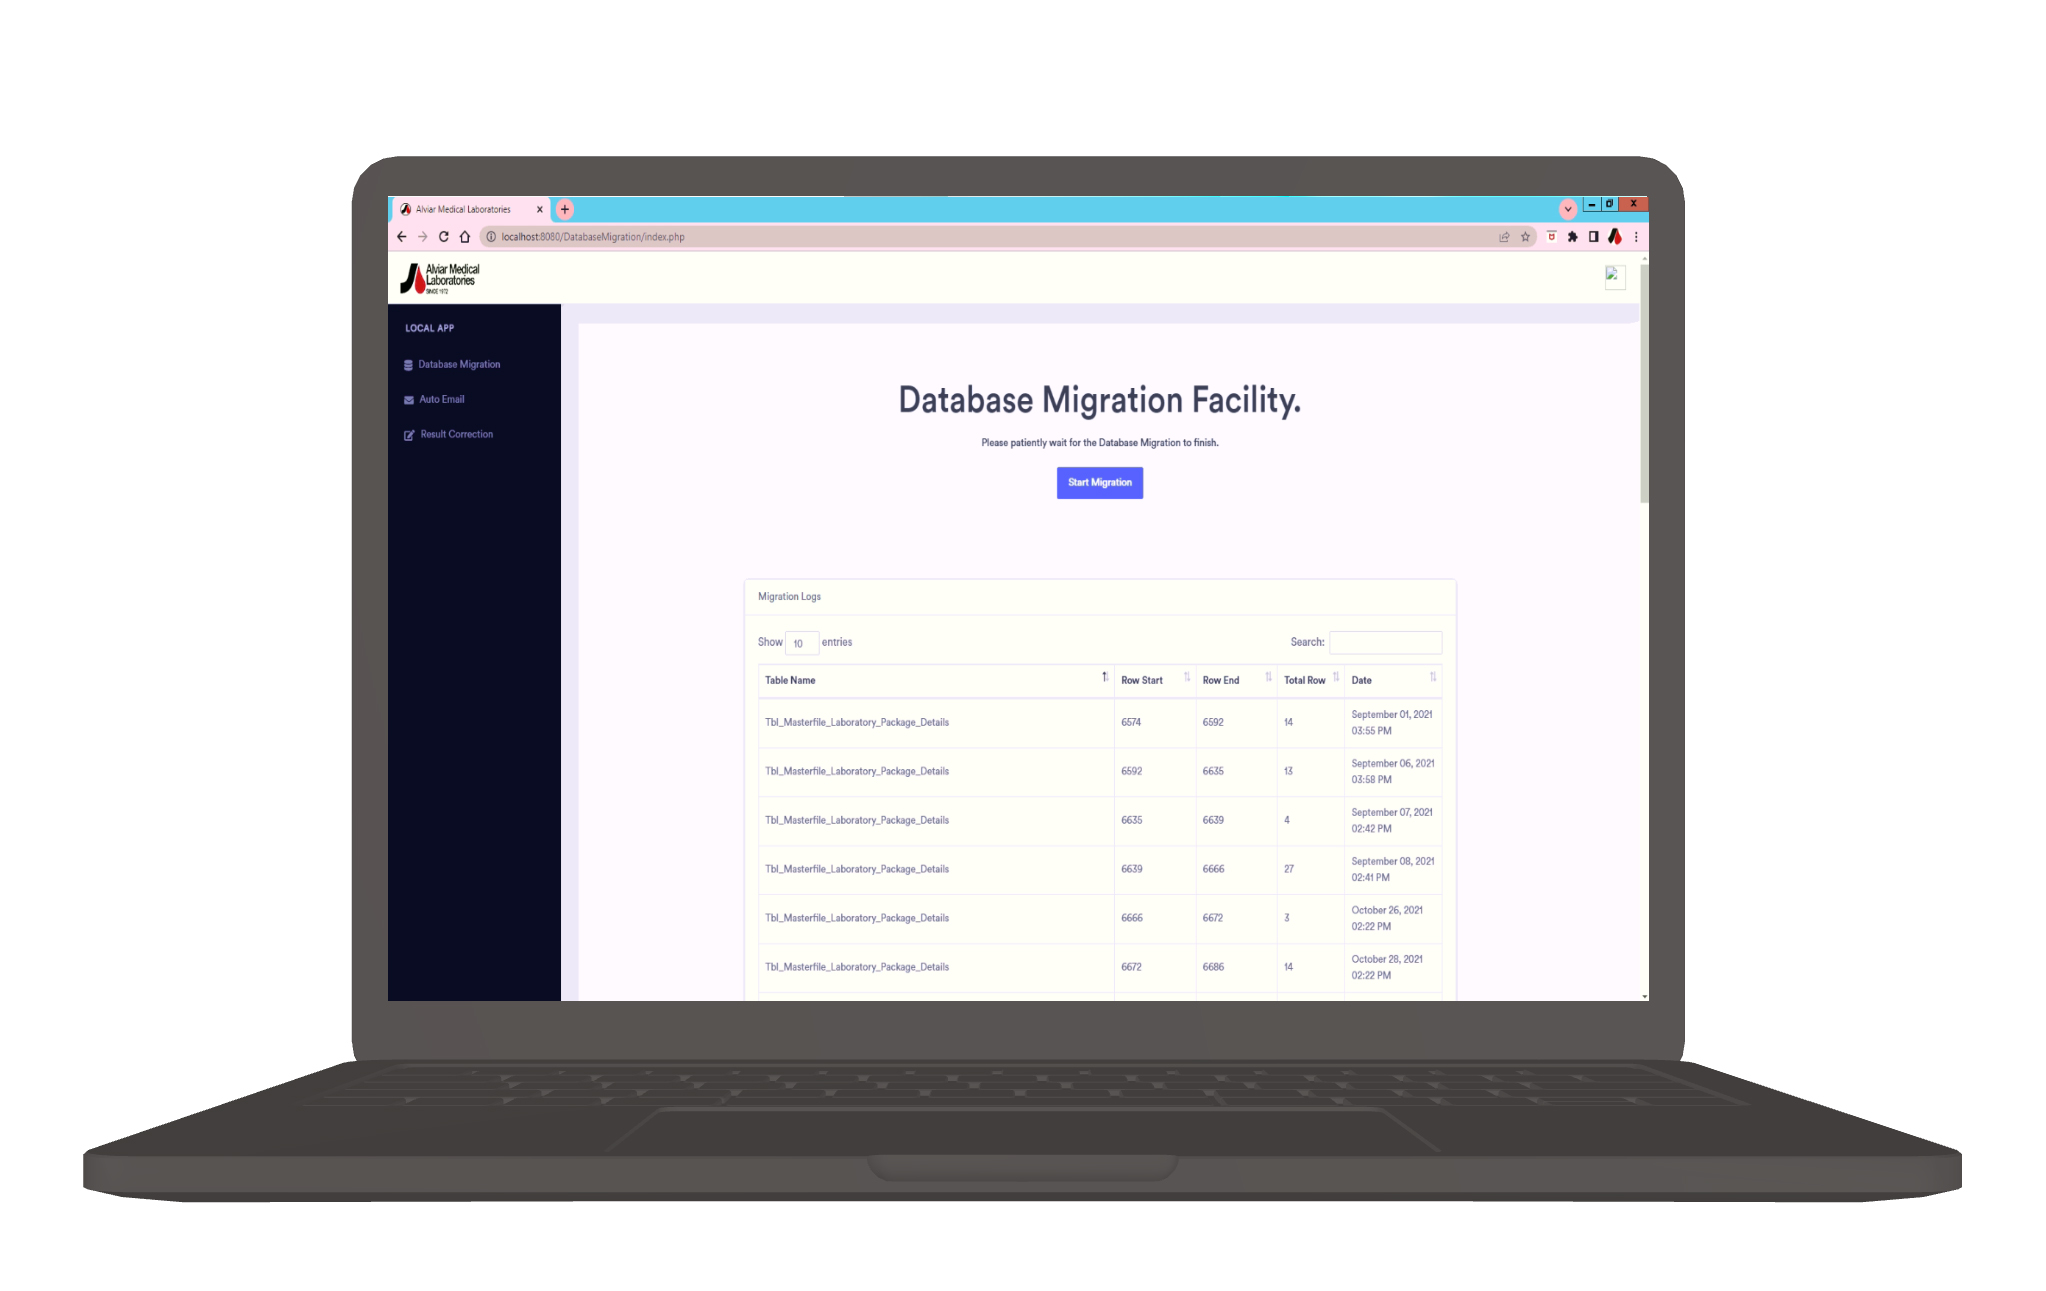 Alviar Medical Laboratories
localhost:8080/DatabaseMigration/index.php
Alviar Medical
Laboratories
SINCE 1972
LOCAL APP
Database Migration
Auto Email
Result Correction
Database Migration Facility.
Please patiently wait for the Database Migration to finish.
Start Migration
Migration Logs
Show 10 entries Search:
Table Name Row Start Row End Total Row Date
Tbl_Masterfile_Laboratory_Package_Details 6574 6592 14 September 01, 2021
03:55 PM
Tbl_Masterfile_Laboratory_Package_Details 6592 6635 13 September 06, 2021
03:58 PM
Tbl_Masterfile_Laboratory_Package_Details 6635 6639 4 September 07, 2021
02:42 PM
Tbl_Masterfile_Laboratory_Package_Details 6639 6666 27 September 08, 2021
02:41 PM
Tbl_Masterfile_Laboratory_Package_Details 6666 6672 3 October 26, 2021
02:22 PM
Tbl_Masterfile_Laboratory_Package_Details 6672 6686 14 October 28, 2021
02:22 PM